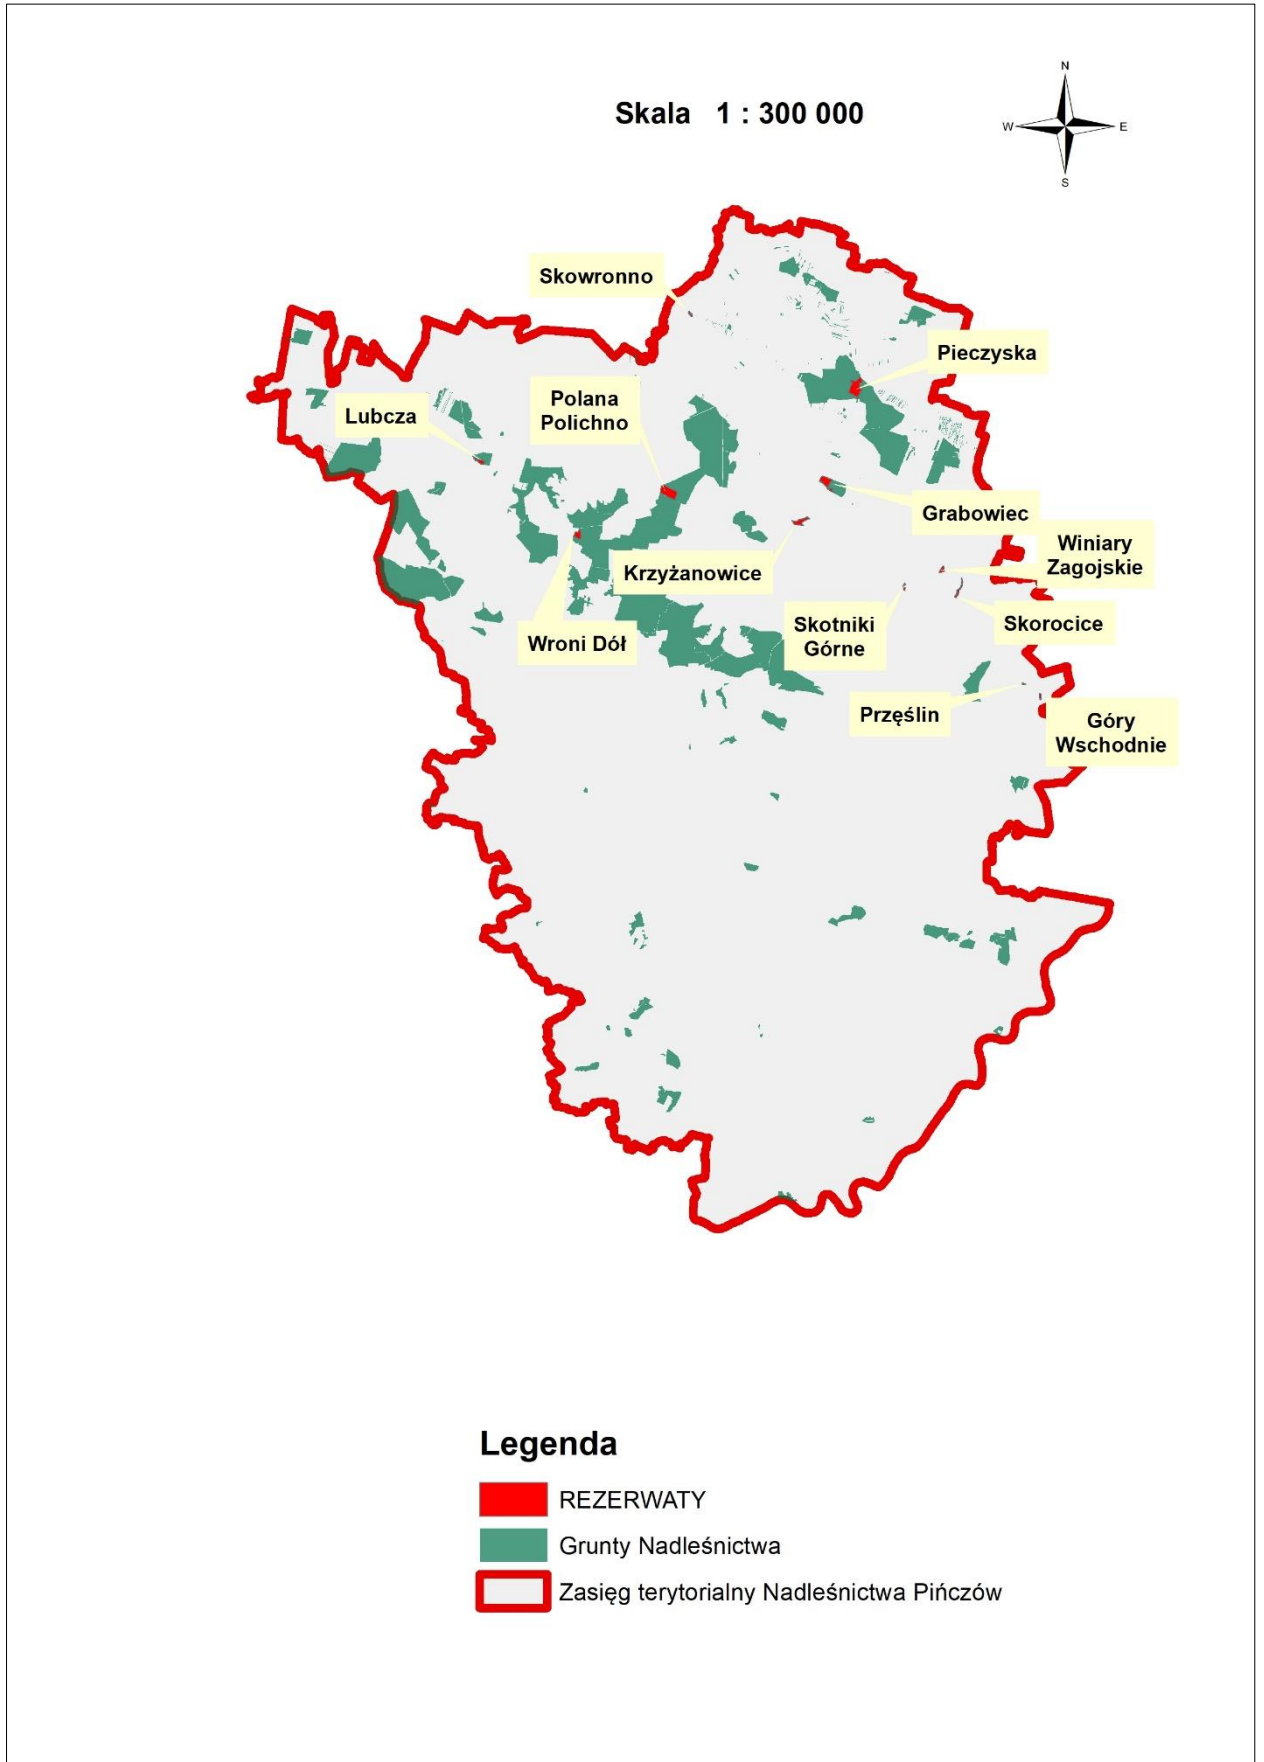 Skala 1 : 300 000
N
W
E
S
Skowronno
Pieczyska
Polana
Polichno
Lubcza
Grabowiec
Winiary
Zagojskie
Krzyżanowice
Skotniki
Górne
Skorocice
Wroni Dół
Przęślin
Góry
Wschodnie
Legenda
REZERWATY
Grunty Nadleśnictwa
Zasięg terytorialny Nadleśnictwa Pińczów